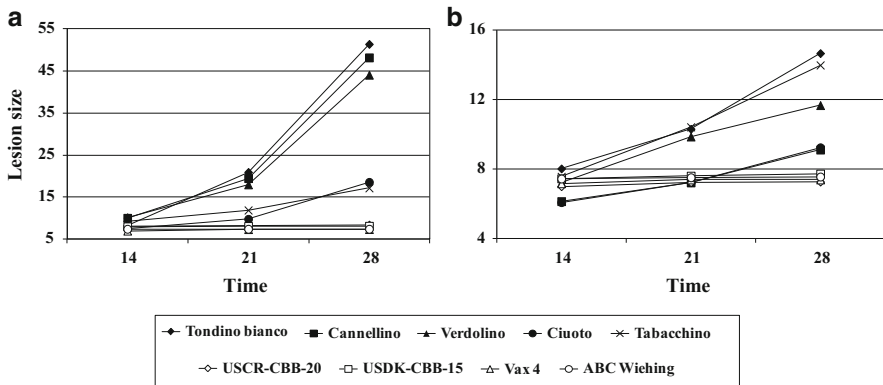 a
b
Lesion size
55
45
35
25
15
5
14
21
28
Time
16
12
8
4
14
21
28
Time
Tondino bianco
Cannellino
Verdolino
Ciuoto
Tabacchino
USCR-CBB-20
USDK-CBB-15
Vax 4
ABC Wiehing